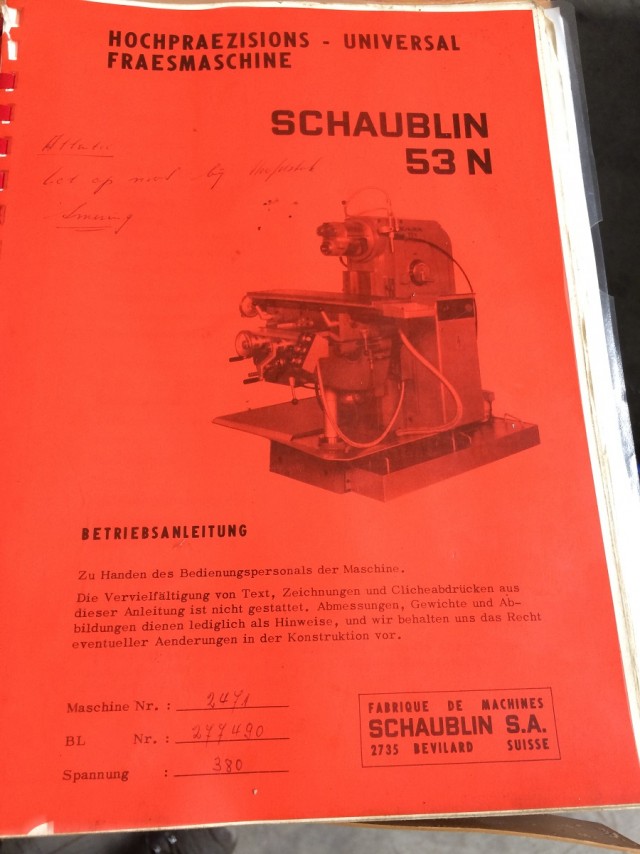 HOCHPRAEZISIONS - UNIVERSAL
FRAESMASCHINE
SCHAUBLIN
53 N
op
Smering
BETRIEBSANLEITUNG
Zu Handen des Bedienungspersonals der Maschine.
Die Vervielfältigung von Text, Zeichnungen und Clicheabdrücken aus
dieser Anleitung ist nicht gestattet. Abmessungen, Gewichte und Ab-
bildungen dienen lediglich als Hinweise, und wir behalten uns das Recht
eventueller Aenderungen in der Konstruktion vor.
Maschine Nr. : 2471
BL Nr. : 277490
Spannung : 380
FABRIQUE DE MACHINES
SCHAUBLIN S.A.
2735 BEVILARD SUISSE